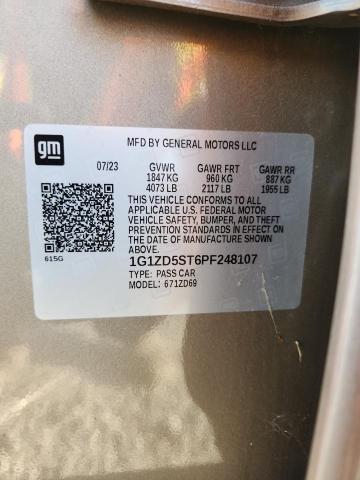 gm
MFD BY GENERAL MOTORS LLC
07/23 GVWR GAWR FRT GAWR RR
1847 KG 960 KG 887 KG
4073 LB 2117 LB 1955 LB
THIS VEHICLE CONFORMS TO ALL
APPLICABLE U.S. FEDERAL MOTOR
VEHICLE SAFETY, BUMPER, AND THEFT
PREVENTION STANDARDS IN EFFECT ON
THE DATE OF MANUFACTURE SHOWN ABOVE.
615G
1G1ZD5ST6PF248107
TYPE: PASS CAR
MODEL: 671ZD69